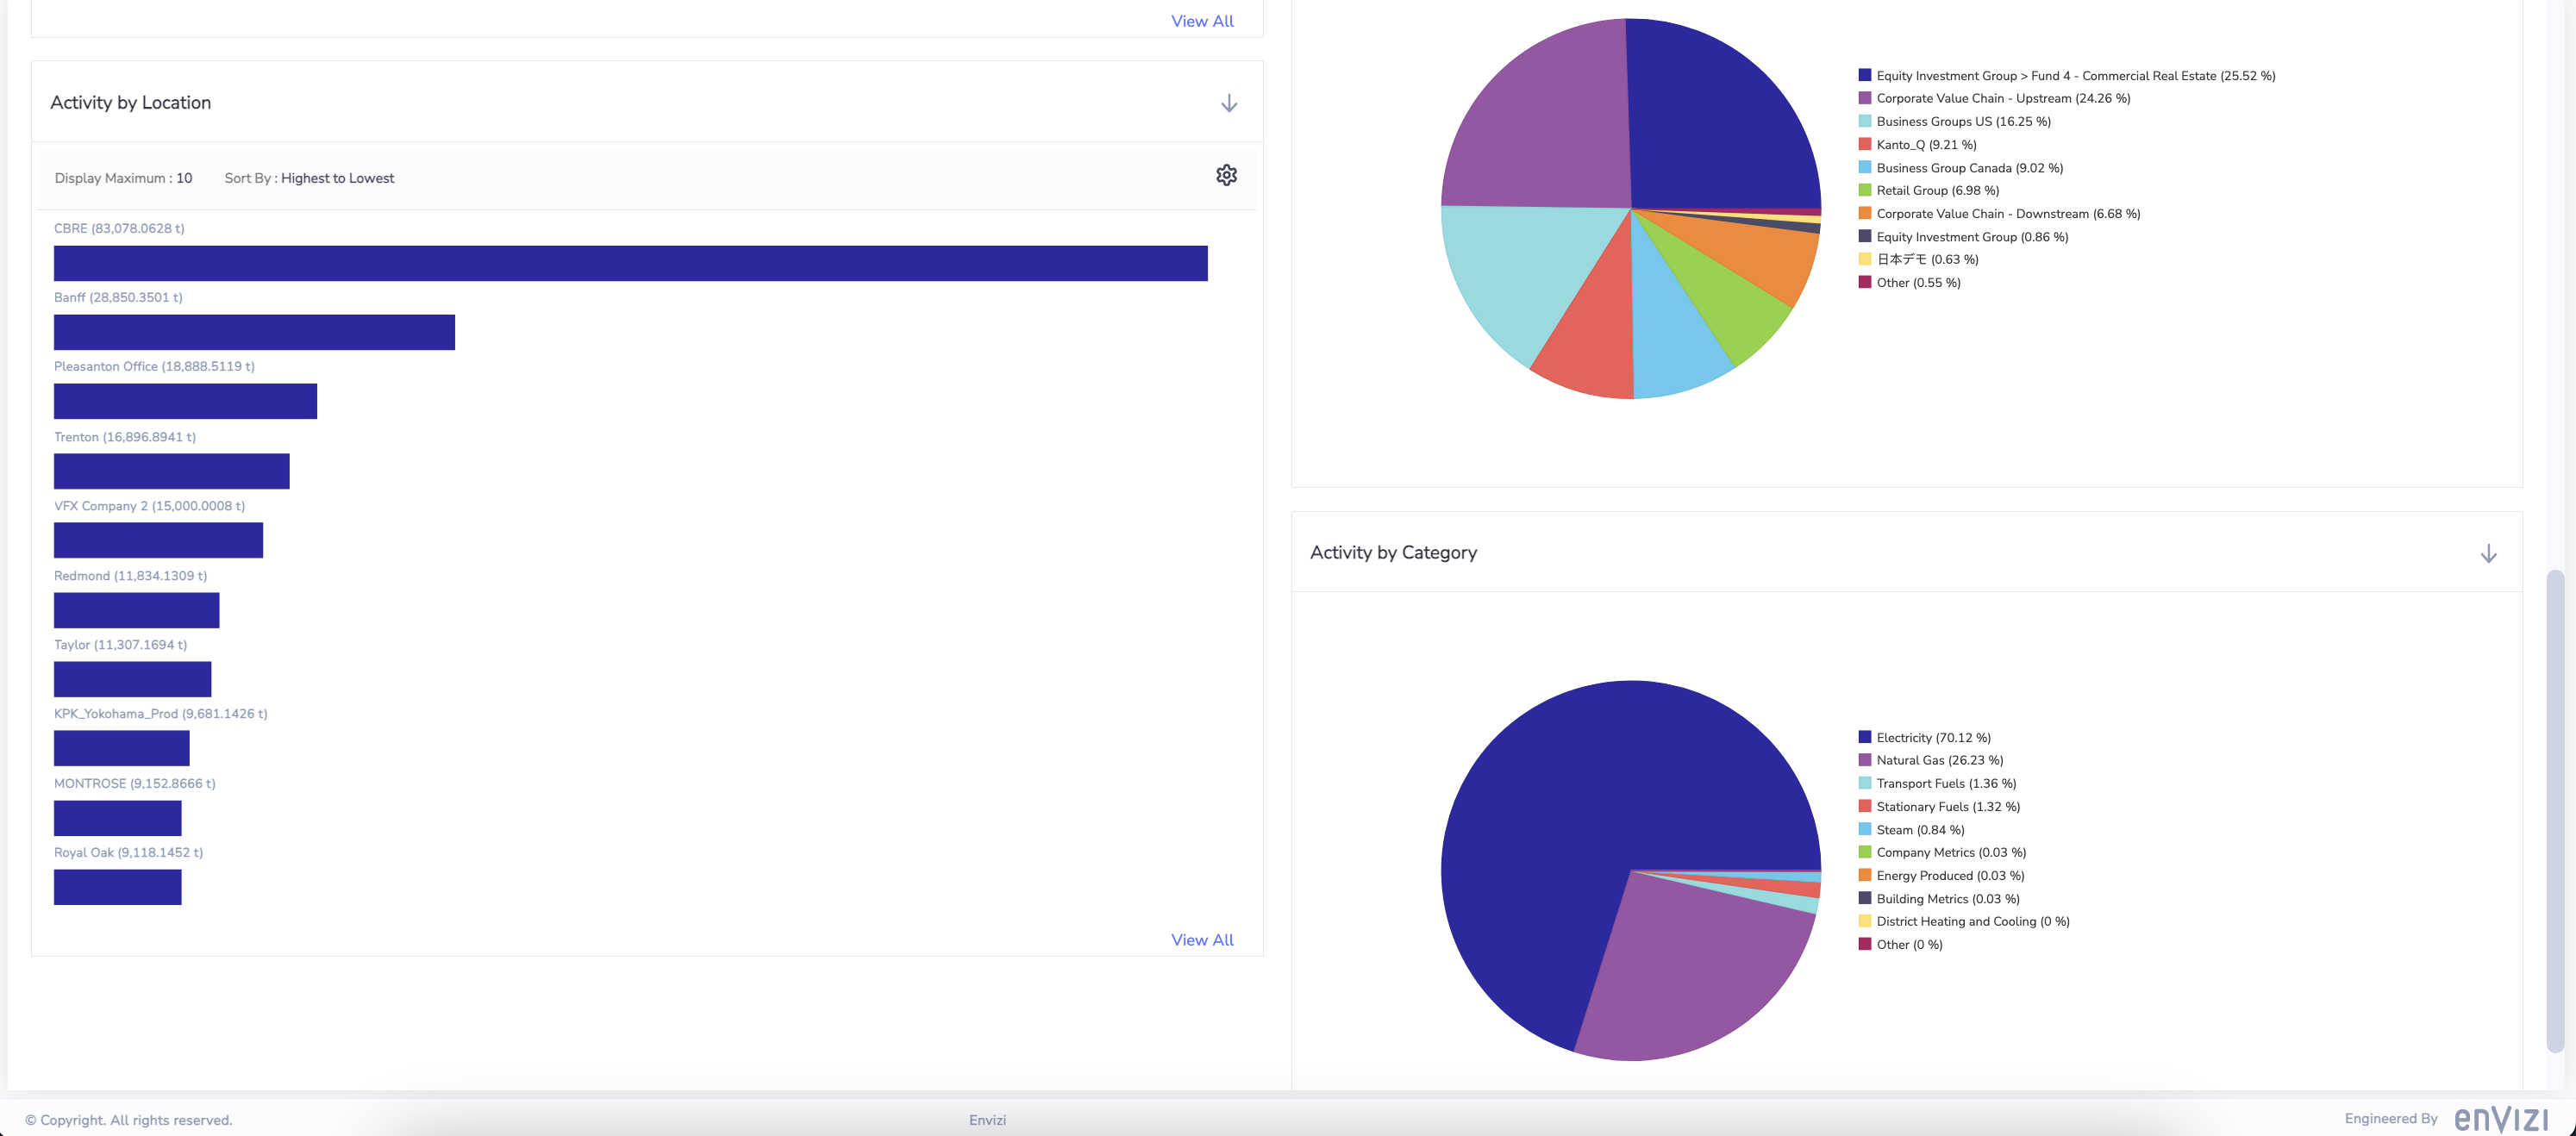 View All
Activity by Location
Display Maximum : 10 Sort By : Highest to Lowest
CBRE (83,078.0628 t)
Banff (28,850.3501 t)
Pleasanton Office (18,888.5119 t)
Trenton (16,896.8941 t)
VFX Company 2 (15,000.0008 t)
Redmond (11,834.1309 t)
Taylor (11,307.1694 t)
KPK_Yokohama_Prod (9,681.1426 t)
MONTROSE (9,152.8666 t)
Royal Oak (9,118.1452 t)
View All
Equity Investment Group > Fund 4 - Commercial Real Estate (25.52 %)
Corporate Value Chain - Upstream (24.26 %)
Business Groups US (16.25 %)
Kanto_Q (9.21 %)
Business Group Canada (9.02 %)
Retail Group (6.98 %)
Corporate Value Chain - Downstream (6.68 %)
Equity Investment Group (0.86 %)
日本デモ (0.63 %)
Other (0.55 %)
Activity by Category
Electricity (70.12 %)
Natural Gas (26.23 %)
Transport Fuels (1.36 %)
Stationary Fuels (1.32 %)
Steam (0.84 %)
Company Metrics (0.03 %)
Energy Produced (0.03 %)
Building Metrics (0.03 %)
District Heating and Cooling (0 %)
Other (0 %)
© Copyright. All rights reserved.
Envizi
Engineered By enVIZI